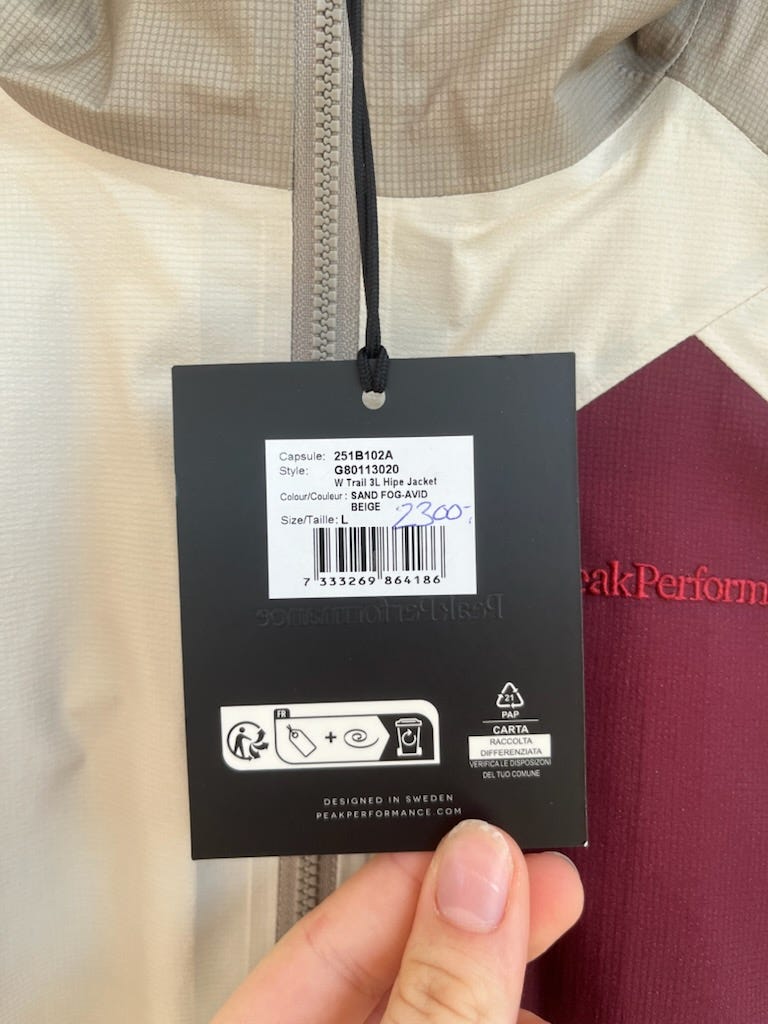 Capsule: 251B102A
Style: G80113020
W Trail 3L Hipe Jacket
Colour/Couleur : SAND FOG-AVID
BEIGE
Size/Taille: L
2300:-
7 333269 864186
PeakPerformance
eakPerform
FR
+
21
PAP
CARTA
RACCOLTA
DIFFERENZIATA
VERIFICA LE DISPOSIZONI
DEL TUO COMUNE
DESIGNED IN SWEDEN
PEAKPERFORMANCE.COM